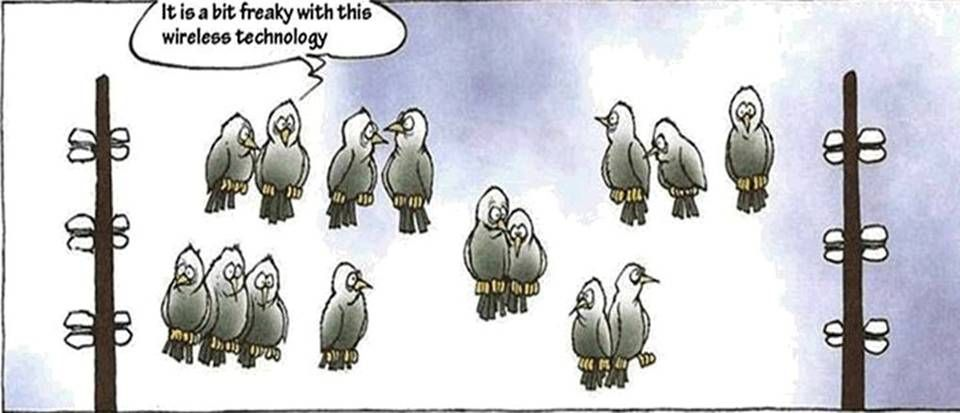 It is a bit freaky with this
wireless technology